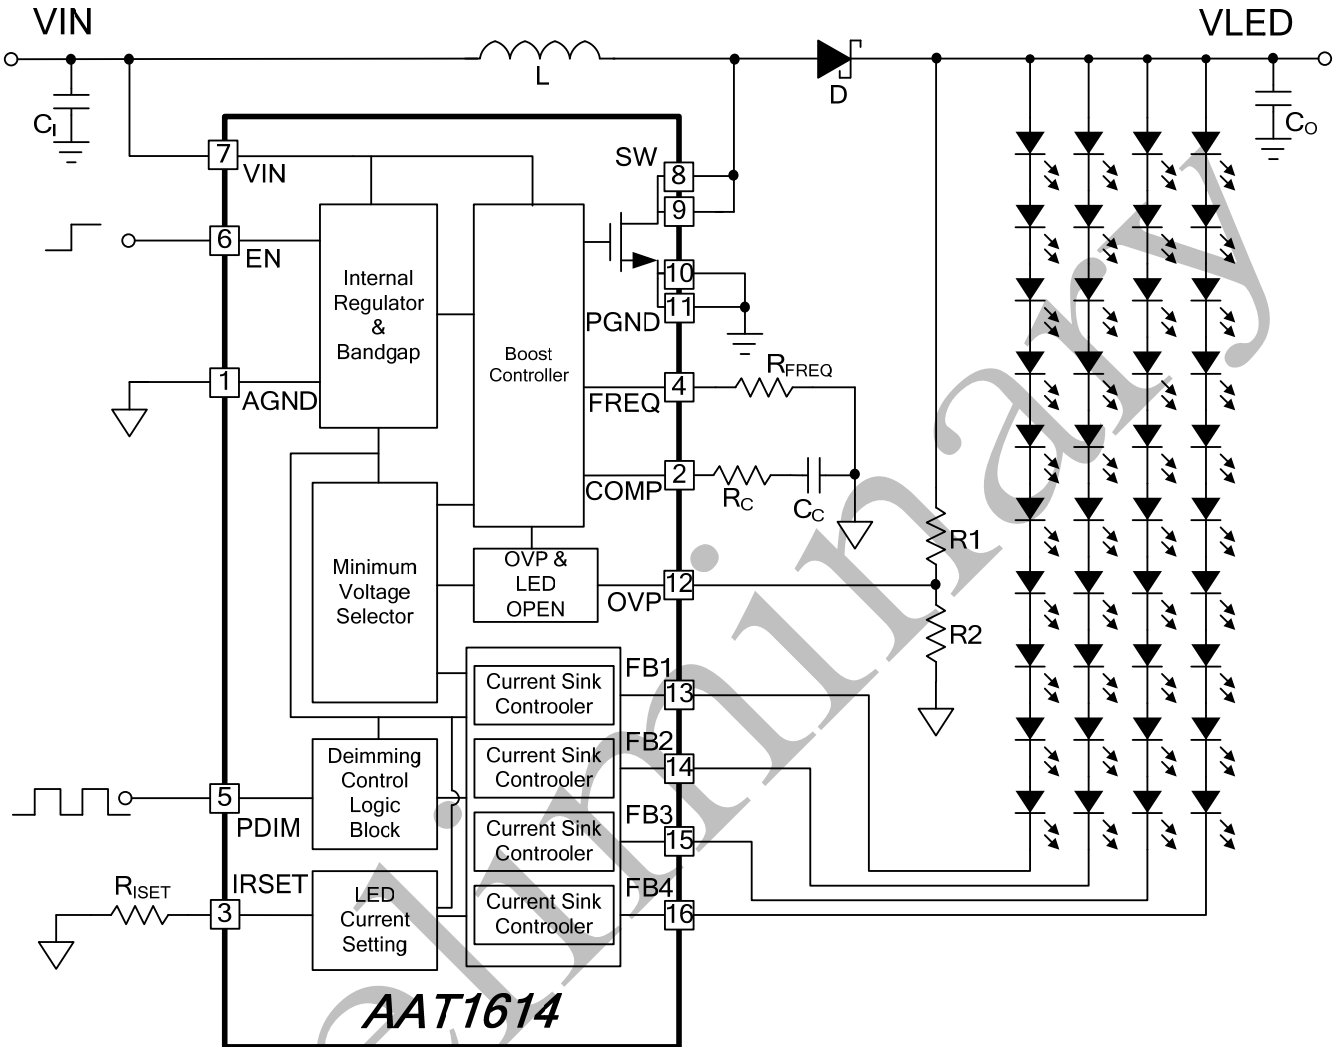 VIN
VLED
L
D
CI
CO
7
VIN
SW
8
9
6
EN
10
11
PGND
Internal
Regulator
&
Bandgap
Boost
Controller
1
AGND
4
FREQ
RFREQ
2
COMP
RC
CC
R1
Minimum
Voltage
Selector
OVP &
LED
OPEN
12
OVP
R2
FB1
Current Sink
Controoler
13
FB2
Current Sink
Controoler
14
Deimming
Control
Logic
Block
5
PDIM
FB3
Current Sink
Controoler
15
RISET
IRSET
3
LED
Current
Setting
FB4
Current Sink
Controoler
16
AAT1614
eliminary